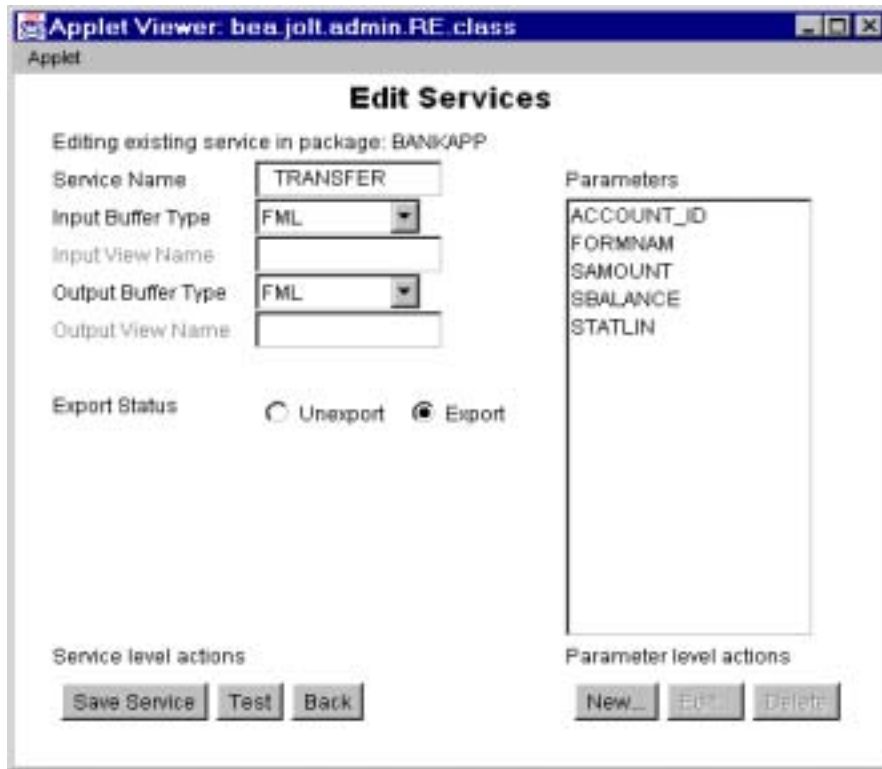 Applet Viewer: bea.jolt.admin.RE.class
Applet
Edit Services
Editing existing service in package: BANKAPP
Service Name TRANSFER
Input Buffer Type FML
Input View Name
Output Buffer Type FML
Output View Name
Export Status Unexport Export
Parameters
ACCOUNT_ID
FORMNAM
SAMOUNT
SBALANCE
STATLIN
Service level actions
Save Service Test Back
Parameter level actions
New... Edit... Delete